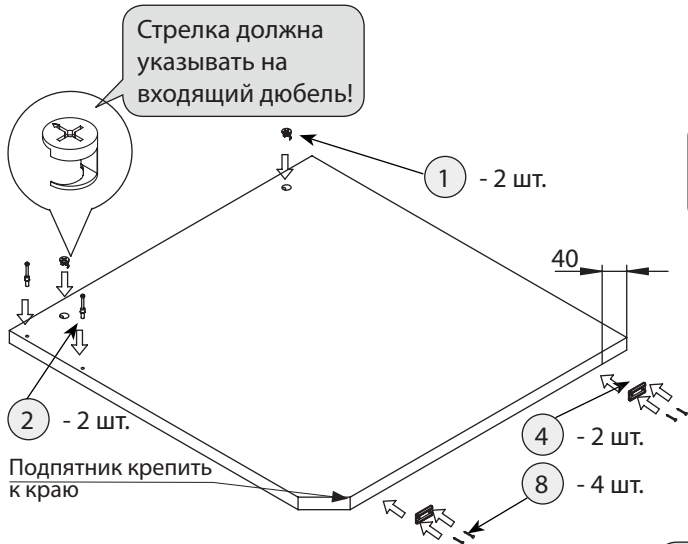 Стрелка должна
указывать на
входящий дюбель!
1 - 2 шт.
40
2 - 2 шт.
4 - 2 шт.
Подпятник крепить
к краю
8 - 4 шт.